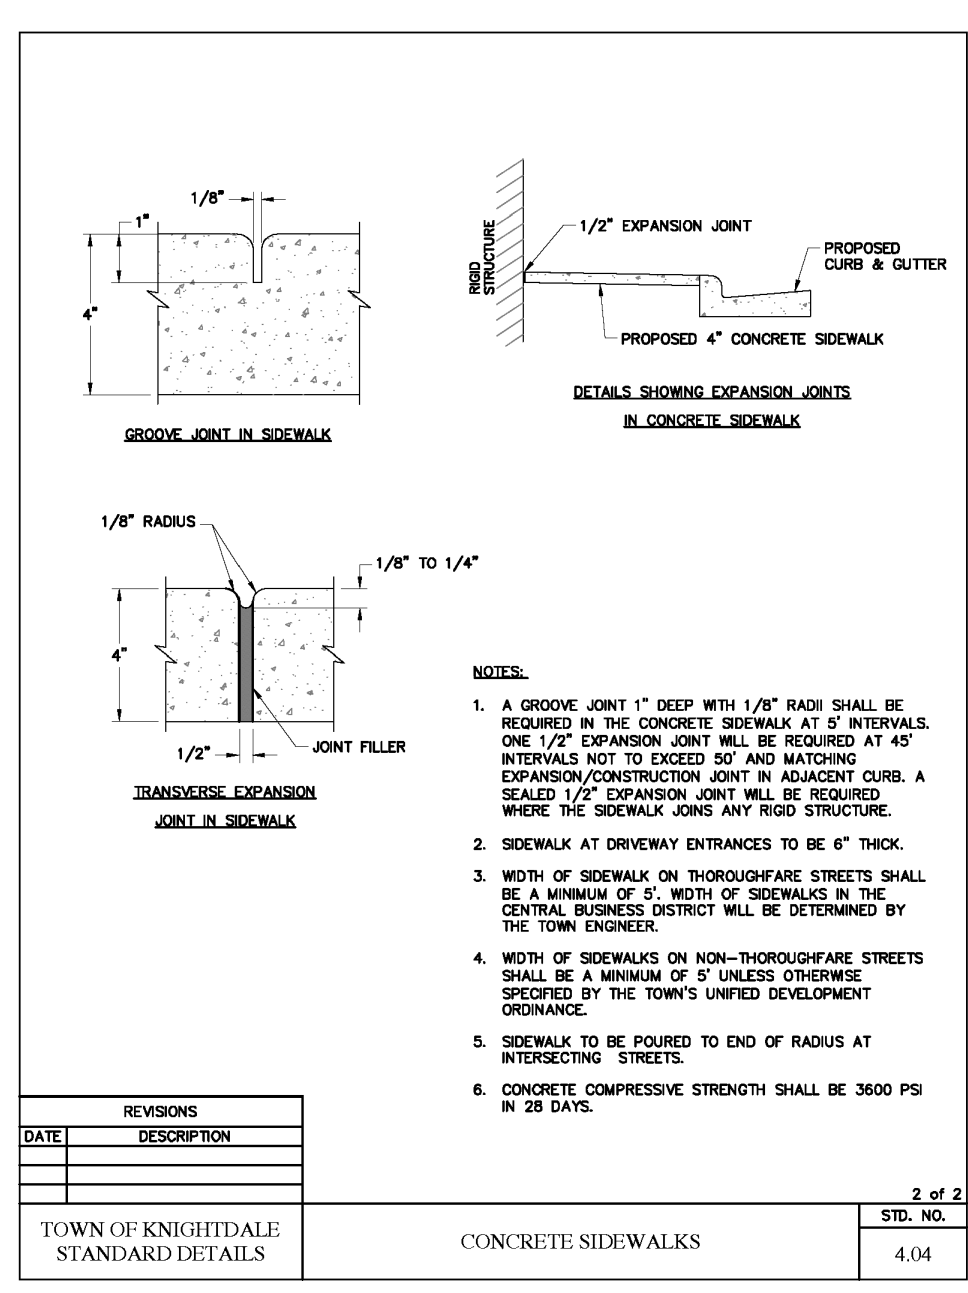 1/8"
1"
4"
GROOVE JOINT IN SIDEWALK
RIGID
STRUCTURE
1/2" EXPANSION JOINT
PROPOSED
CURB & GUTTER
PROPOSED 4" CONCRETE SIDEWALK
DETAILS SHOWING EXPANSION JOINTS
IN CONCRETE SIDEWALK
1/8" RADIUS
1/8" TO 1/4"
4"
1/2"
JOINT FILLER
TRANSVERSE EXPANSION
JOINT IN SIDEWALK
NOTES:
1. A GROOVE JOINT 1" DEEP WITH 1/8" RADII SHALL BE
REQUIRED IN THE CONCRETE SIDEWALK AT 5' INTERVALS.
ONE 1/2" EXPANSION JOINT WILL BE REQUIRED AT 45'
INTERVALS NOT TO EXCEED 50' AND MATCHING
EXPANSION/CONSTRUCTION JOINT IN ADJACENT CURB. A
SEALED 1/2" EXPANSION JOINT WILL BE REQUIRED
WHERE THE SIDEWALK JOINS ANY RIGID STRUCTURE.
2. SIDEWALK AT DRIVEWAY ENTRANCES TO BE 6" THICK.
3. WIDTH OF SIDEWALK ON THOROUGHFARE STREETS SHALL
BE A MINIMUM OF 5'. WIDTH OF SIDEWALKS IN THE
CENTRAL BUSINESS DISTRICT WILL BE DETERMINED BY
THE TOWN ENGINEER.
4. WIDTH OF SIDEWALKS ON NON-THOROUGHFARE STREETS
SHALL BE A MINIMUM OF 5' UNLESS OTHERWISE
SPECIFIED BY THE TOWN'S UNIFIED DEVELOPMENT
ORDINANCE.
5. SIDEWALK TO BE POURED TO END OF RADIUS AT
INTERSECTING STREETS.
6. CONCRETE COMPRESSIVE STRENGTH SHALL BE 3600 PSI
IN 28 DAYS.
REVISIONS
DATE DESCRIPTION
2 of 2
TOWN OF KNIGHTDALE
STANDARD DETAILS
CONCRETE SIDEWALKS
STD. NO.
4.04